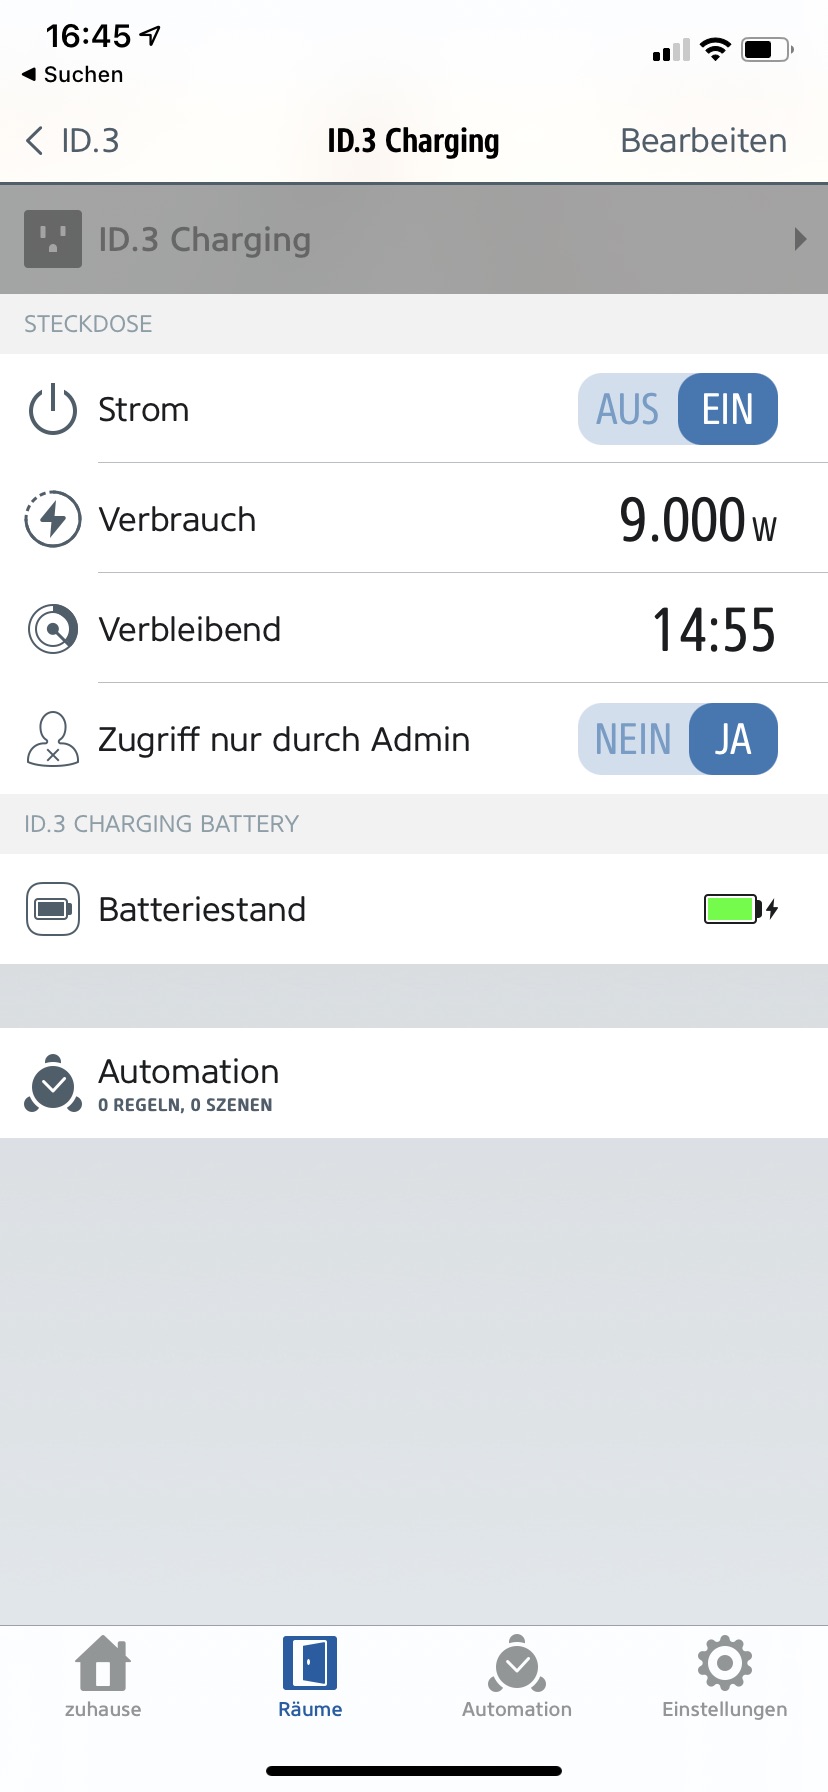 16:45
Suchen
ID.3
ID.3 Charging
Bearbeiten
ID.3 Charging
STECKDOSE
Strom
AUS EIN
Verbrauch
9.000 W
Verbleibend
14:55
Zugriff nur durch Admin
NEIN JA
ID.3 CHARGING BATTERY
Batteriestand
Automation
0 REGELN, 0 SZENEN
zuhause
Räume
Automation
Einstellungen